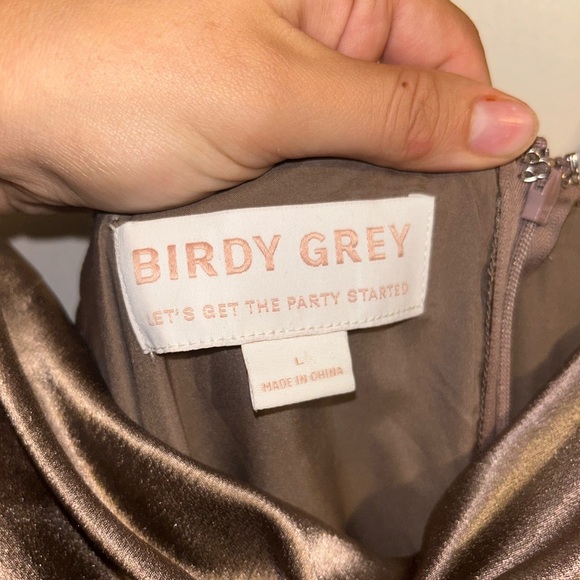 BIRDY GREY
LET'S GET THE PARTY STARTED
L
MADE IN CHINA